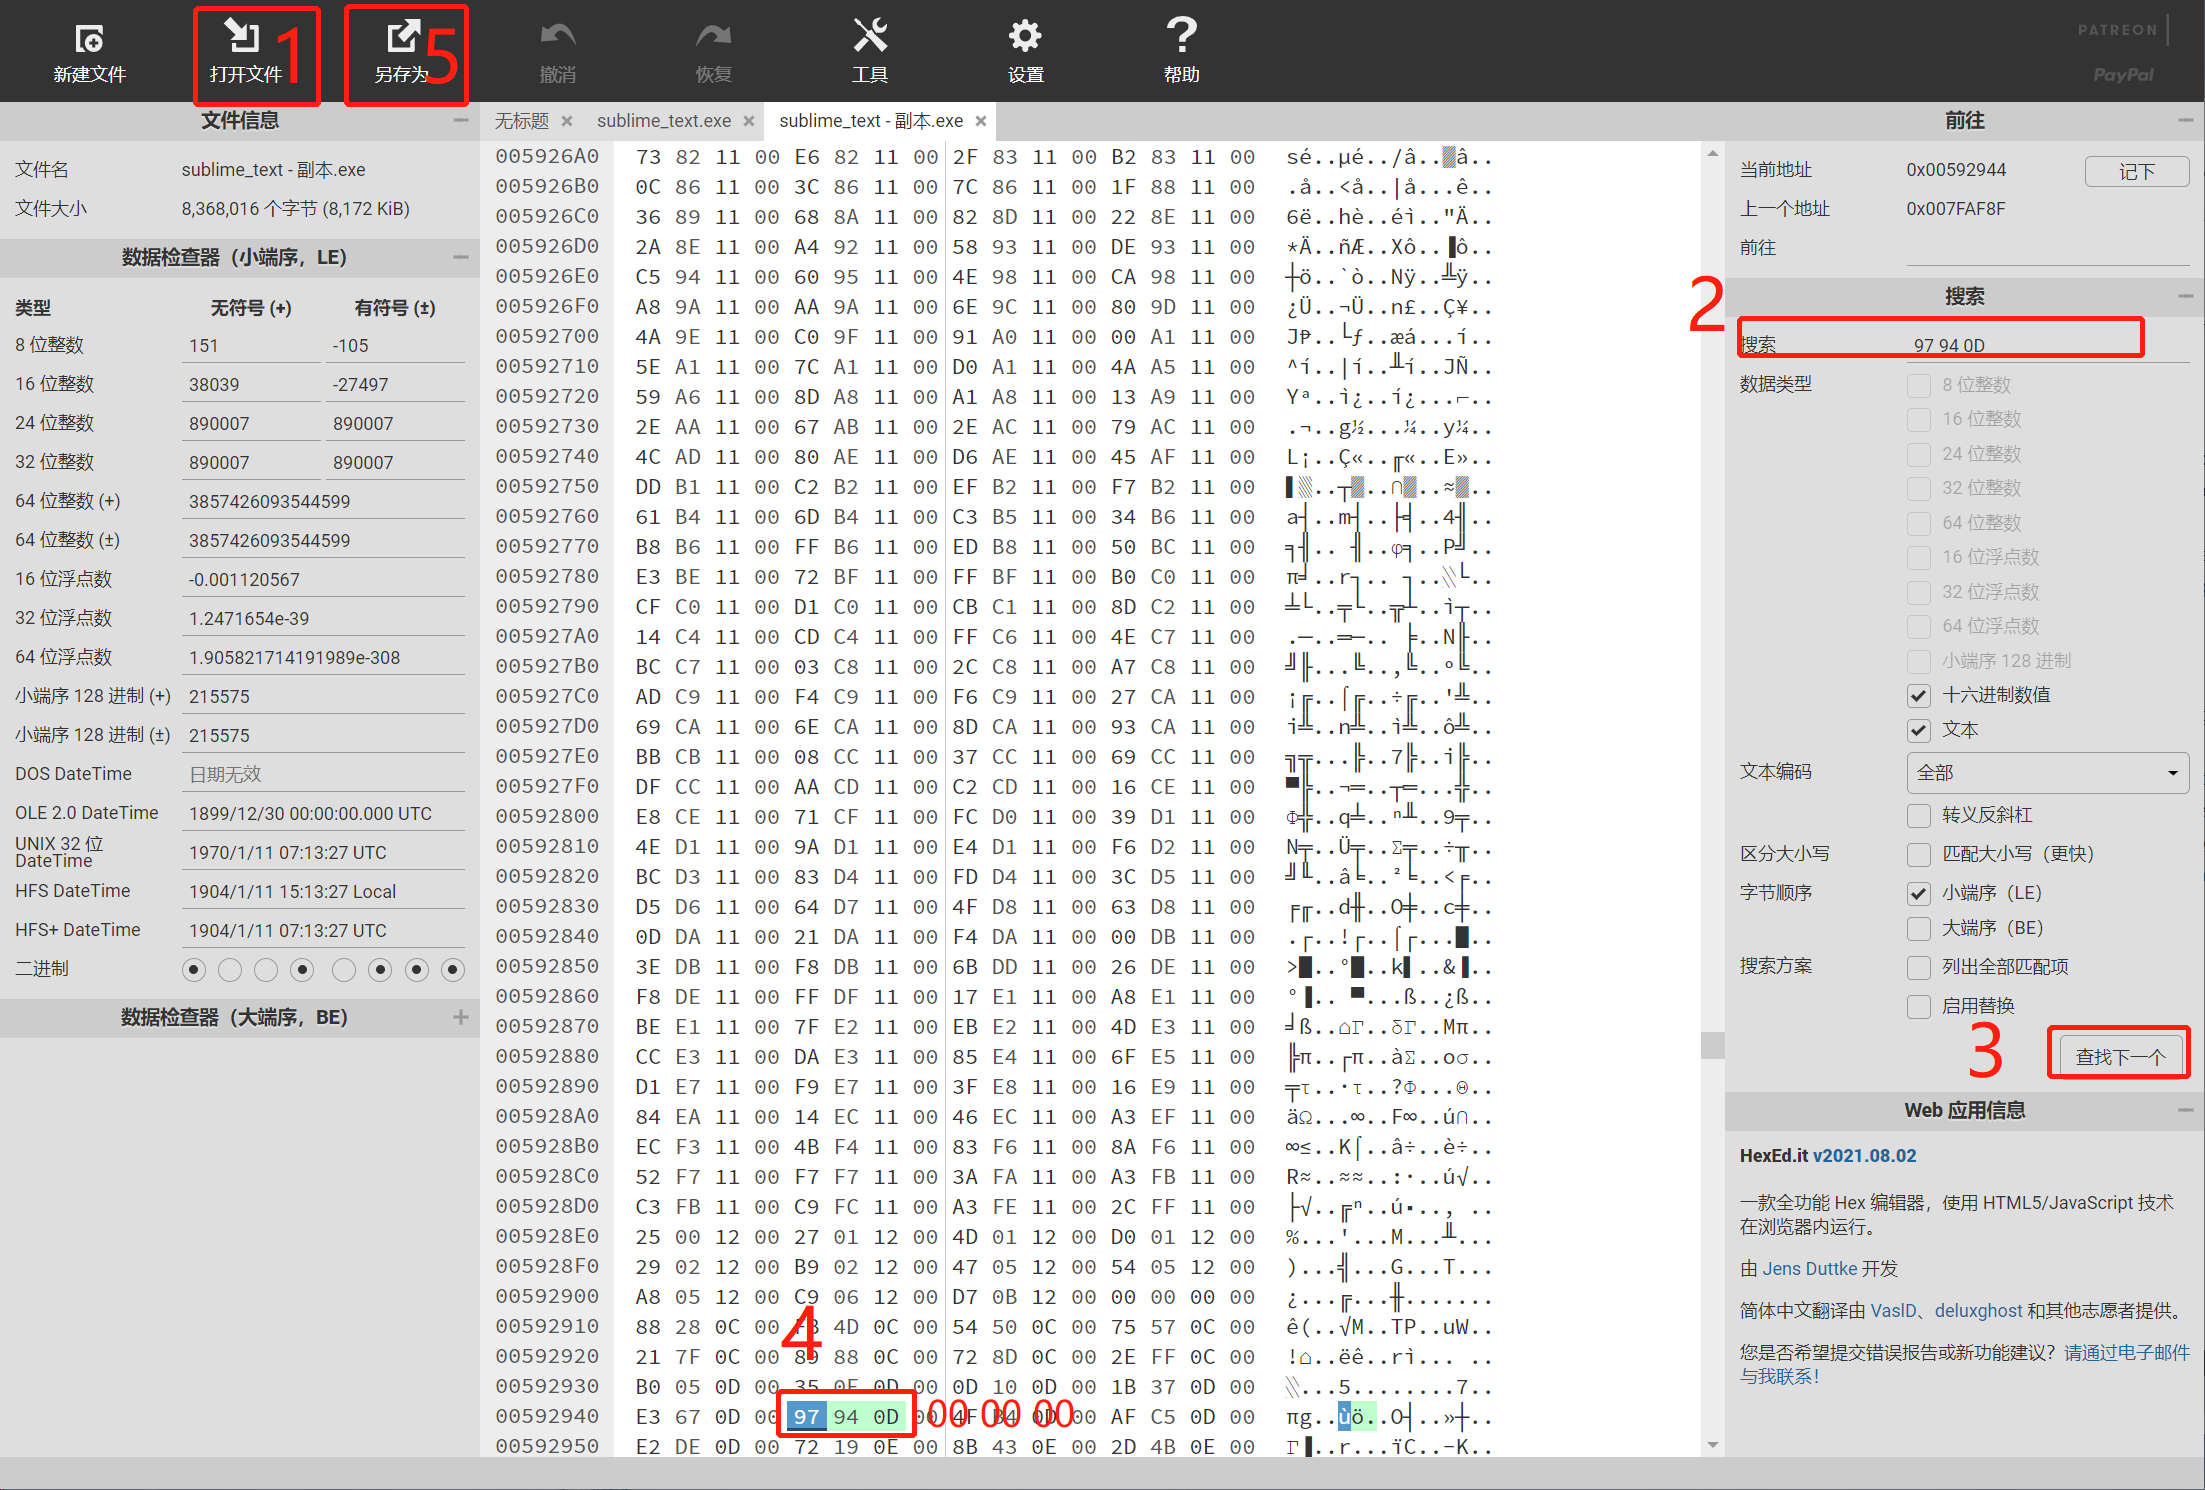 新建文件
打开文件
1
另存为
5
撤消
恢复
工具
设置
帮助
PATREON
PayPal
文件信息
文件名 sublime_text - 副本.exe
文件大小 8,368,016 个字节 (8,172 KiB)
数据检查器（小端序，LE）
类型 无符号 (+) 有符号 (±)
8 位整数 151 -105
16 位整数 38039 -27497
24 位整数 890007 890007
32 位整数 890007 890007
64 位整数 (+) 3857426093544599
64 位整数 (±) 3857426093544599
16 位浮点数 -0.001120567
32 位浮点数 1.2471654e-39
64 位浮点数 1.905821714191989e-308
小端序 128 进制 (+) 215575
小端序 128 进制 (±) 215575
DOS DateTime 日期无效
OLE 2.0 DateTime 1899/12/30 00:00:00.000 UTC
UNIX 32 位 DateTime 1970/1/11 07:13:27 UTC
HFS DateTime 1904/1/11 15:13:27 Local
HFS+ DateTime 1904/1/11 07:13:27 UTC
二进制
数据检查器（大端序，BE）
无标题 × sublime_text.exe × sublime_text - 副本.exe ×
005926A0 73 82 11 00 E6 82 11 00 2F 83 11 00 B2 83 11 00
005926B0 0C 86 11 00 3C 86 11 00 7C 86 11 00 1F 88 11 00
005926C0 36 89 11 00 68 8A 11 00 82 8D 11 00 22 8E 11 00
005926D0 2A 8E 11 00 A4 92 11 00 58 93 11 00 DE 93 11 00
005926E0 C5 94 11 00 60 95 11 00 4E 98 11 00 CA 98 11 00
005926F0 A8 9A 11 00 AA 9A 11 00 6E 9C 11 00 80 9D 11 00
00592700 4A 9E 11 00 C0 9F 11 00 91 A0 11 00 00 A1 11 00
00592710 5E A1 11 00 7C A1 11 00 D0 A1 11 00 4A A5 11 00
00592720 59 A6 11 00 8D A8 11 00 A1 A8 11 00 13 A9 11 00
00592730 2E AA 11 00 67 AB 11 00 2E AC 11 00 79 AC 11 00
00592740 4C AD 11 00 80 AE 11 00 D6 AE 11 00 45 AF 11 00
00592750 DD B1 11 00 C2 B2 11 00 EF B2 11 00 F7 B2 11 00
00592760 61 B4 11 00 6D B4 11 00 C3 B5 11 00 34 B6 11 00
00592770 B8 B6 11 00 FF B6 11 00 ED B8 11 00 50 BC 11 00
00592780 E3 BE 11 00 72 BF 11 00 FF BF 11 00 B0 C0 11 00
00592790 CF C0 11 00 D1 C0 11 00 CB C1 11 00 8D C2 11 00
005927A0 14 C4 11 00 CD C4 11 00 FF C6 11 00 4E C7 11 00
005927B0 BC C7 11 00 03 C8 11 00 2C C8 11 00 A7 C8 11 00
005927C0 AD C9 11 00 F4 C9 11 00 F6 C9 11 00 27 CA 11 00
005927D0 69 CA 11 00 6E CA 11 00 8D CA 11 00 93 CA 11 00
005927E0 BB CB 11 00 08 CC 11 00 37 CC 11 00 69 CC 11 00
005927F0 DF CC 11 00 AA CD 11 00 C2 CD 11 00 16 CE 11 00
00592800 E8 CE 11 00 71 CF 11 00 FC D0 11 00 39 D1 11 00
00592810 4E D1 11 00 9A D1 11 00 E4 D1 11 00 F6 D2 11 00
00592820 BC D3 11 00 83 D4 11 00 FD D4 11 00 3C D5 11 00
00592830 D5 D6 11 00 64 D7 11 00 4F D8 11 00 63 D8 11 00
00592840 0D DA 11 00 21 DA 11 00 F4 DA 11 00 00 DB 11 00
00592850 3E DB 11 00 F8 DB 11 00 6B DD 11 00 26 DE 11 00
00592860 F8 DE 11 00 FF DF 11 00 17 E1 11 00 A8 E1 11 00
00592870 BE E1 11 00 7F E2 11 00 EB E2 11 00 4D E3 11 00
00592880 CC E3 11 00 DA E3 11 00 85 E4 11 00 6F E5 11 00
00592890 D1 E7 11 00 F9 E7 11 00 3F E8 11 00 16 E9 11 00
005928A0 84 EA 11 00 14 EC 11 00 46 EC 11 00 A3 EF 11 00
005928B0 EC F3 11 00 4B F4 11 00 83 F6 11 00 8A F6 11 00
005928C0 52 F7 11 00 F7 F7 11 00 3A FA 11 00 A3 FB 11 00
005928D0 C3 FB 11 00 C9 FC 11 00 A3 FE 11 00 2C FF 11 00
005928E0 25 00 12 00 27 01 12 00 4D 01 12 00 D0 01 12 00
005928F0 29 02 12 00 B9 02 12 00 47 05 12 00 54 05 12 00
00592900 A8 05 12 00 C9 06 12 00 D7 0B 12 00 00 00 00 00
00592910 88 28 0C 00 4D 0C 00 54 50 0C 00 75 57 0C 00
00592920 21 7F 0C 00 89 88 0C 00 72 8D 0C 00 2E FF 0C 00
00592930 B0 05 0D 00 35 0F 0D 00 0D 10 0D 00 1B 37 0D 00
00592940 E3 67 0D 00 97 94 0D 00 4F B4 0D 00 AF C5 0D 00
00592950 E2 DE 0D 00 72 19 0E 00 8B 43 0E 00 2D 4B 0E 00
4
00 00 00
前往
当前地址 0x00592944 记下
上一个地址 0x007FAF8F
前往
2
搜索
搜索 97 94 0D
数据类型 8 位整数
16 位整数
24 位整数
32 位整数
64 位整数
16 位浮点数
32 位浮点数
64 位浮点数
小端序 128 进制
十六进制数值
文本
文本编码 全部
转义反斜杠
区分大小写 匹配大小写（更快）
字节顺序 小端序（LE）
大端序（BE）
搜索方案 列出全部匹配项
启用替换
3
查找下一个
Web 应用信息
HexEd.it v2021.08.02
一款全功能 Hex 编辑器，使用 HTML5/JavaScript 技术
在浏览器内运行。
由 Jens Duttke 开发
简体中文翻译由 VasID、deluxghost 和其他志愿者提供。
您是否希望提交错误报告或新功能建议？请通过电子邮件
与我联系！